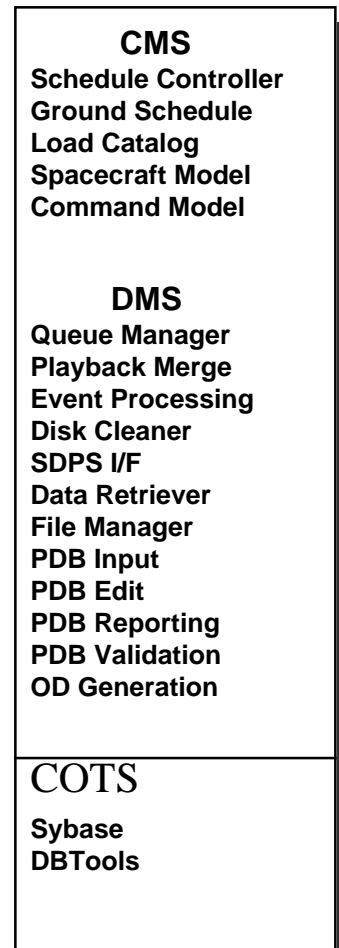 CMS
Schedule Controller
Ground Schedule
Load Catalog
Spacecraft Model
Command Model
DMS
Queue Manager
Playback Merge
Event Processing
Disk Cleaner
SDPS I/F
Data Retriever
File Manager
PDB Input
PDB Edit
PDB Reporting
PDB Validation
OD Generation
COTS
Sybase
DBTools